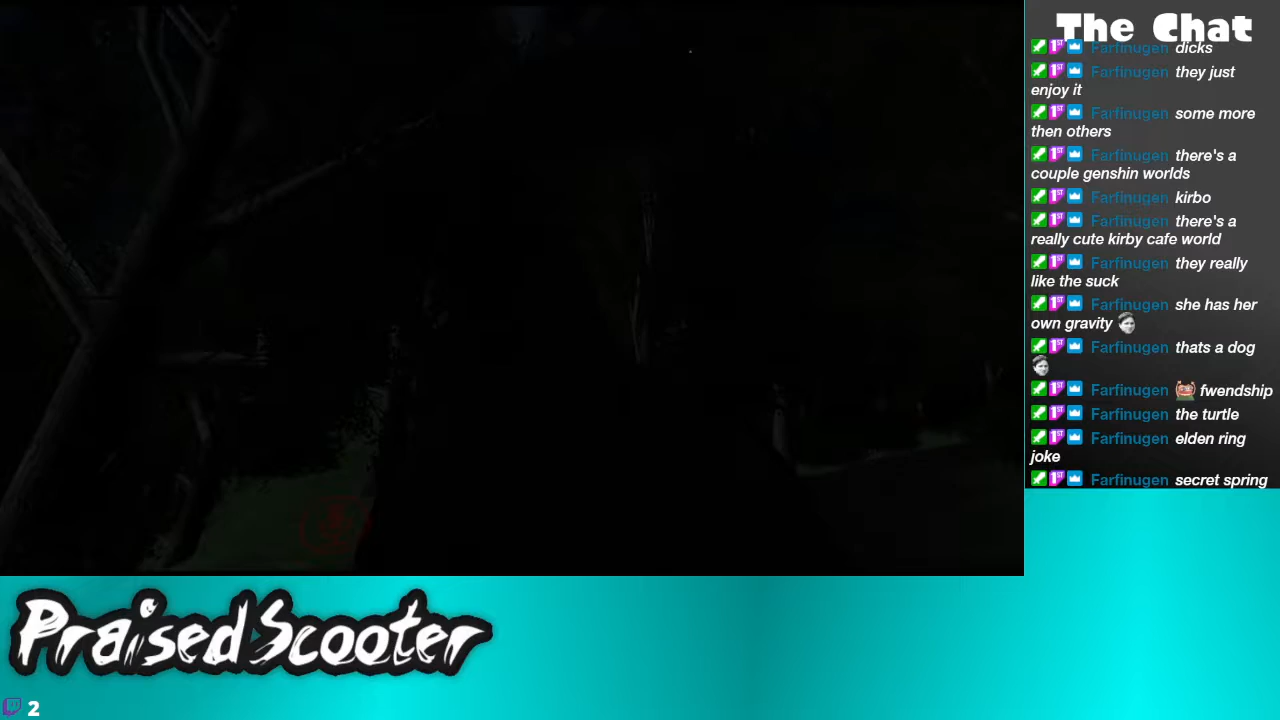 The Chat
Farfinugen dicks
Farfinugen they just
enjoy it
Farfinugen some more
then others
Farfinugen there's a
couple genshin worlds
Farfinugen kirbo
Farfinugen there's a
really cute kirby cafe world
Farfinugen they really
like the suck
Farfinugen she has her
own gravity
Farfinugen thats a dog
Farfinugen fwendship
Farfinugen the turtle
Farfinugen elden ring
joke
Farfinugen secret spring
PraisedScooter
2